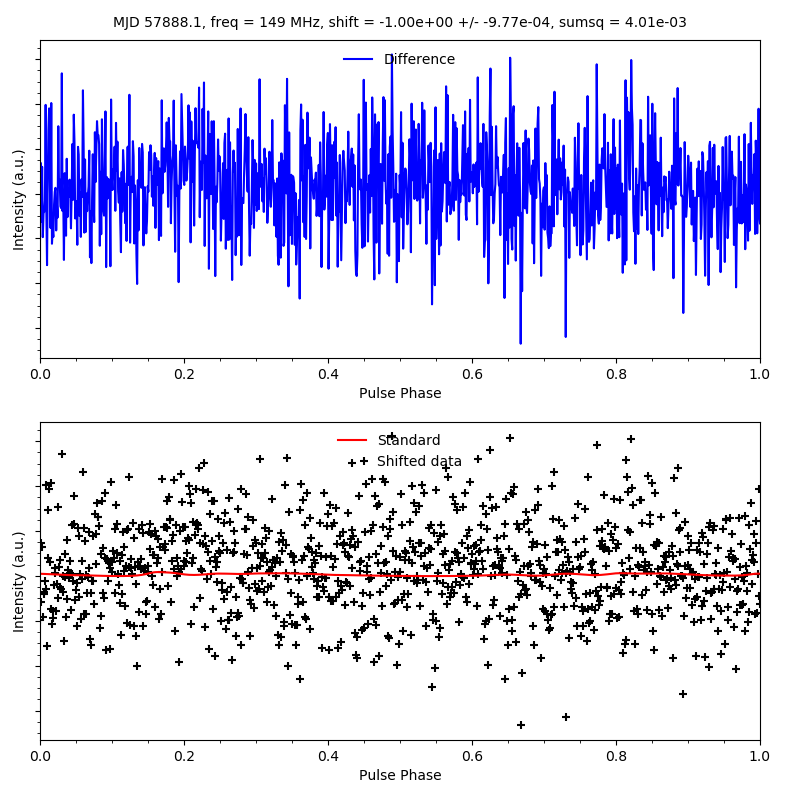 MJD 57888.1, freq = 149 MHz, shift = -1.00e+00 +/- -9.77e-04, sumsq = 4.01e-03
Difference
Intensity (a.u.)
0.0 0.2 0.4 0.6 0.8 1.0
Pulse Phase
Standard
Shifted data
Intensity (a.u.)
0.0 0.2 0.4 0.6 0.8 1.0
Pulse Phase